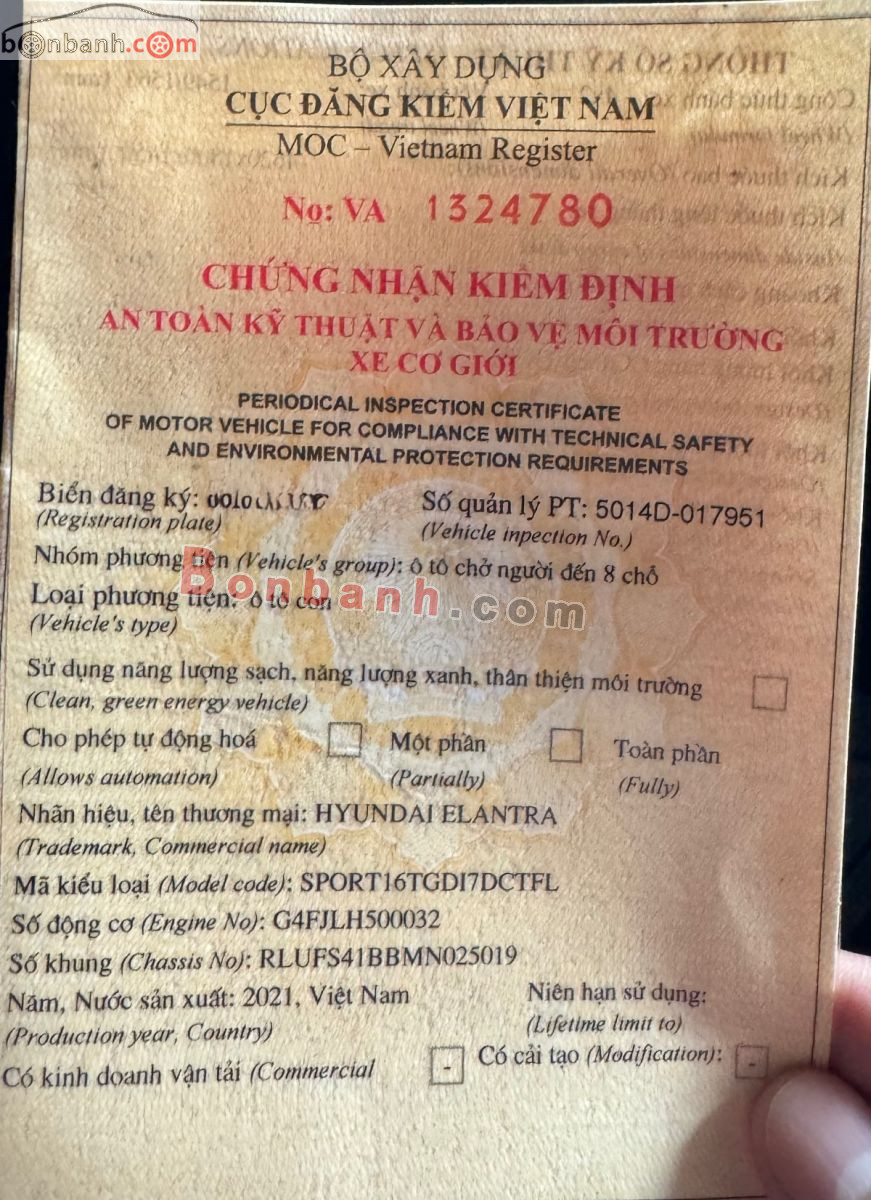 bonbanh.com
BỘ XÂY DỰNG
CỤC ĐĂNG KIỂM VIỆT NAM
MOC – Vietnam Register
No: VA 1324780
CHỨNG NHẬN KIỂM ĐỊNH
AN TOÀN KỸ THUẬT VÀ BẢO VỆ MÔI TRƯỜNG
XE CƠ GIỚI
PERIODICAL INSPECTION CERTIFICATE
OF MOTOR VEHICLE FOR COMPLIANCE WITH TECHNICAL SAFETY
AND ENVIRONMENTAL PROTECTION REQUIREMENTS
Biển đăng ký: Số quản lý PT: 5014D-017951
(Registration plate) (Vehicle inpection No.)
Nhóm phương tiện (Vehicle's group): ô tô chở người đến 8 chỗ
Bonbanh.com
Loại phương tiện: ô tô con
(Vehicle's type)
Sử dụng năng lượng sạch, năng lượng xanh, thân thiện môi trường
(Clean, green energy vehicle)
Cho phép tự động hoá Một phần Toàn phần
(Allows automation) (Partially) (Fully)
Nhãn hiệu, tên thương mại: HYUNDAI ELANTRA
(Trademark, Commercial name)
Mã kiểu loại (Model code): SPORT16TGDI7DCTFL
Số động cơ (Engine No): G4FJLH500032
Số khung (Chassis No): RLUFS41BBMN025019
Năm, Nước sản xuất: 2021, Việt Nam Niên hạn sử dụng:
(Production year, Country) (Lifetime limit to)
Có kinh doanh vận tải (Commercial - Có cải tạo (Modification): -